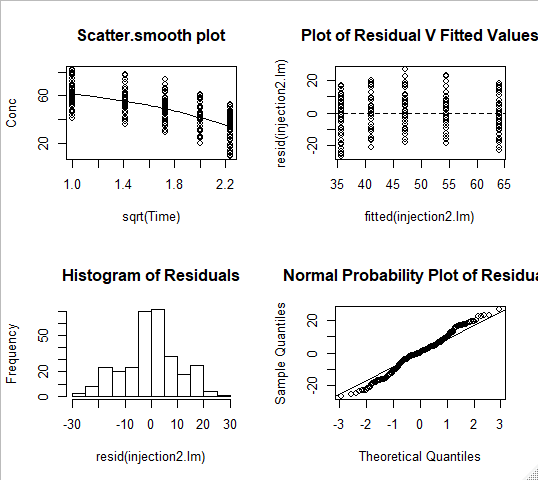 Scatter.smooth plot
Conc
20
60
1.0
1.4
1.8
2.2
sqrt(Time)
Plot of Residual V Fitted Values
resid(injection2.lm)
-20
0
20
35
40
45
50
55
60
65
fitted(injection2.lm)
Histogram of Residuals
Frequency
0
20
50
-30
-10
0
10
20
30
resid(injection2.lm)
Normal Probability Plot of Residua
Sample Quantiles
-20
0
20
-3
-2
-1
0
1
2
3
Theoretical Quantiles